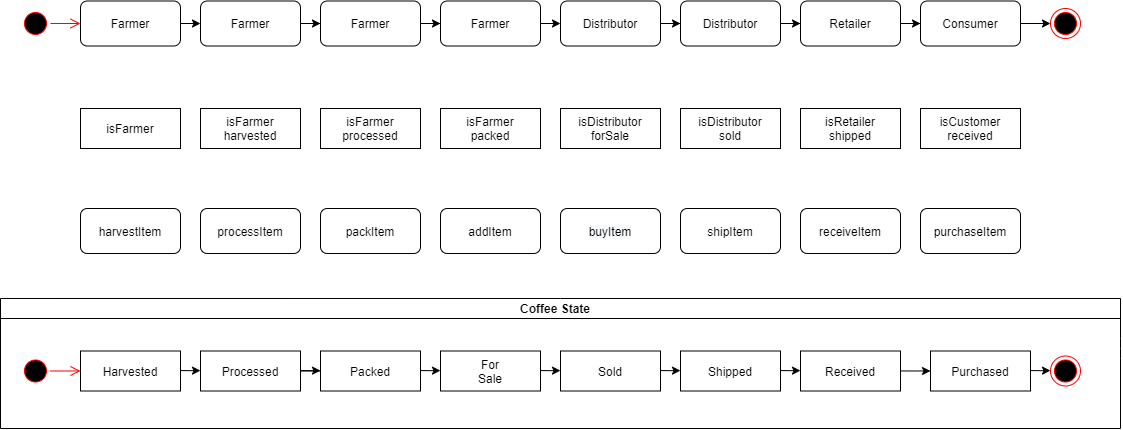 Farmer
Farmer
Farmer
Farmer
Distributor
Distributor
Retailer
Consumer
isFarmer
isFarmer
harvested
isFarmer
processed
isFarmer
packed
isDistributor
forSale
isDistributor
sold
isRetailer
shipped
isCustomer
received
harvestItem
processItem
packItem
addItem
buyItem
shipItem
receiveItem
purchaseItem
Coffee State
Harvested
Processed
Packed
For
Sale
Sold
Shipped
Received
Purchased